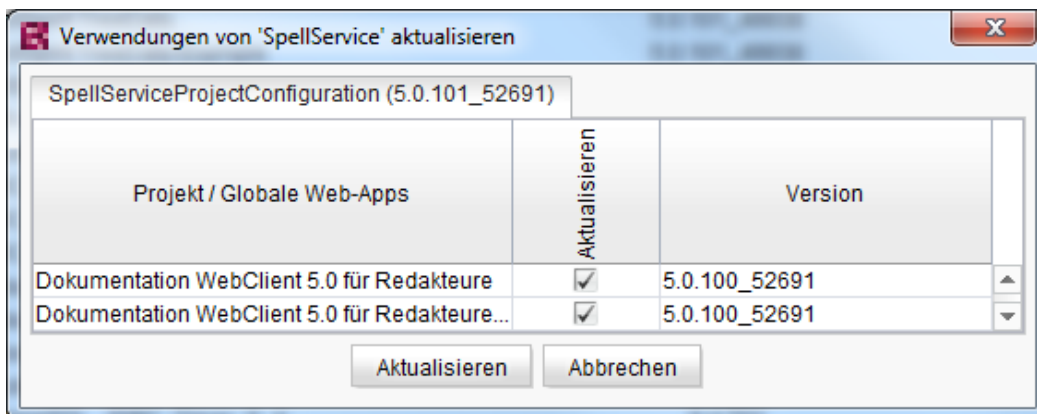 Verwendungen von 'SpellService' aktualisieren
SpellServiceProjectConfiguration (5.0.101_52691)
Projekt / Globale Web-Apps Aktualisieren Version
Dokumentation WebClient 5.0 für Redakteure 5.0.100_52691
Dokumentation WebClient 5.0 für Redakteure... 5.0.100_52691
Aktualisieren Abbrechen